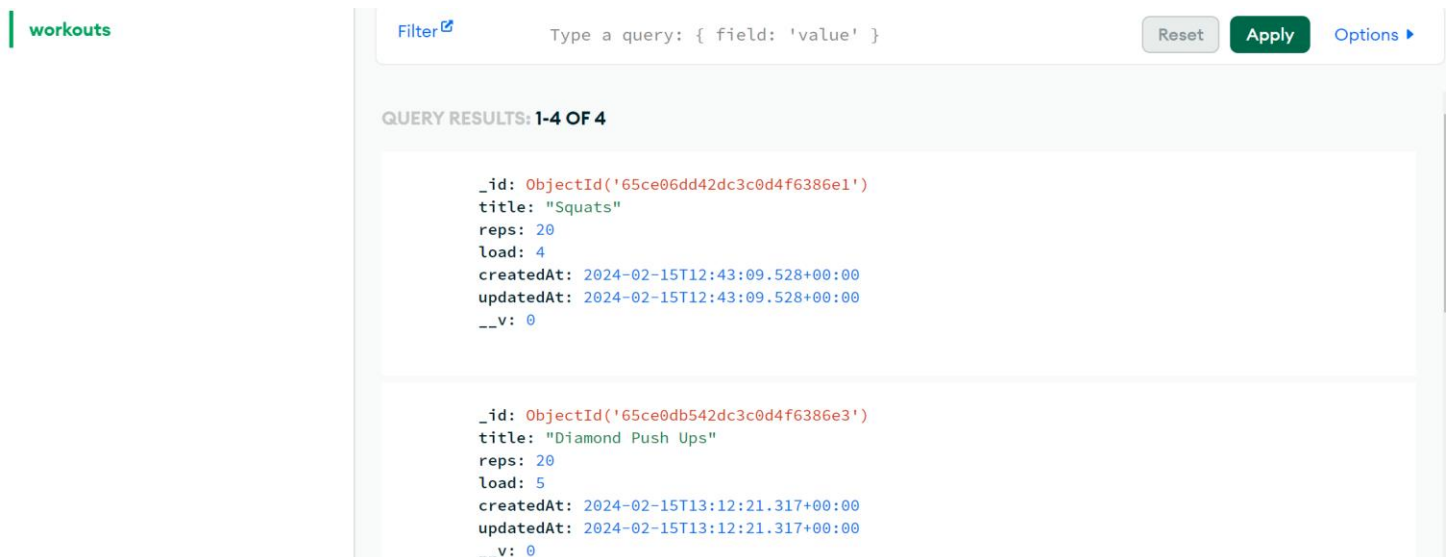 workouts
Filter
Type a query: { field: 'value' }
Reset
Apply
Options
QUERY RESULTS: 1-4 OF 4
_id: ObjectId('65ce06dd42dc3c0d4f6386e1')
title: "Squats"
reps: 20
load: 4
createdAt: 2024-02-15T12:43:09.528+00:00
updatedAt: 2024-02-15T12:43:09.528+00:00
__v: 0
_id: ObjectId('65ce0db542dc3c0d4f6386e3')
title: "Diamond Push Ups"
reps: 20
load: 5
createdAt: 2024-02-15T13:12:21.317+00:00
updatedAt: 2024-02-15T13:12:21.317+00:00
__v: 0